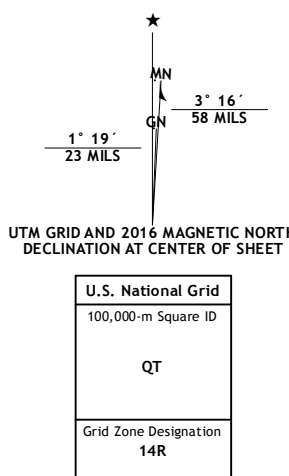 ★
MN
3° 16´
58 MILS
GN
1° 19´
23 MILS
UTM GRID AND 2016 MAGNETIC NORTH
DECLINATION AT CENTER OF SHEET
U.S. National Grid
100,000-m Square ID
QT
Grid Zone Designation
14R